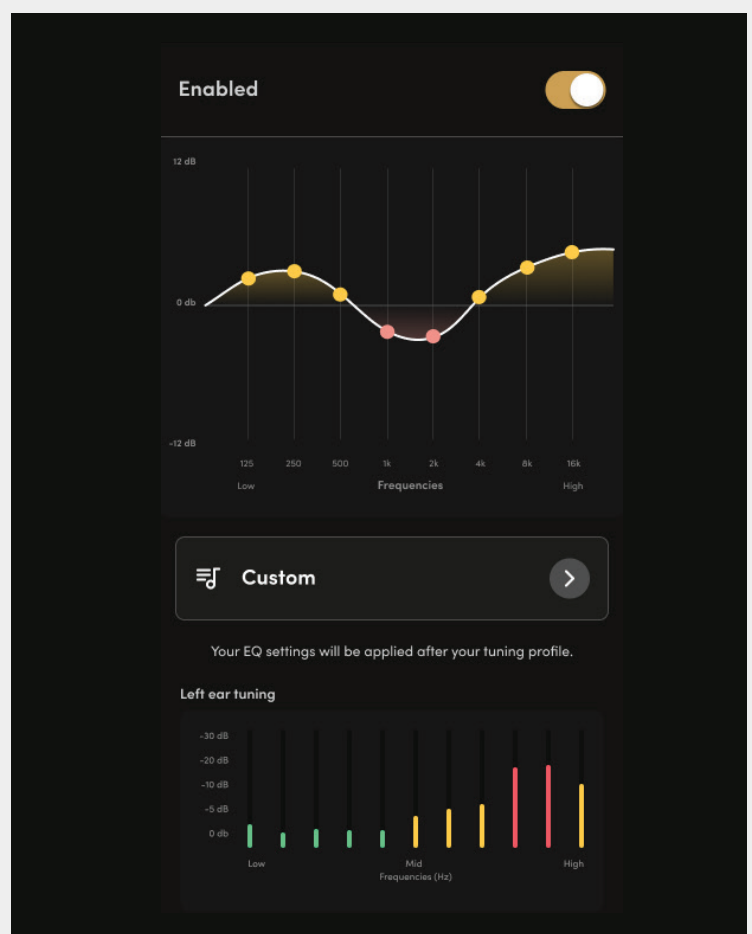 Enabled
12 dB
0 db
-12 dB
125 250 500 1k 2k 4k 8k 16k
Low Frequencies High
Custom
Your EQ settings will be applied after your tuning profile.
Left ear tuning
-30 dB
-20 dB
-10 dB
-5 dB
0 db
Low Mid High
Frequencies (Hz)